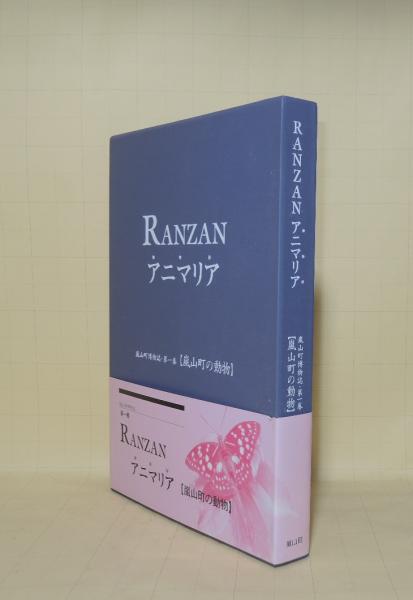 RANZAN
アニマリア
嵐山町博物誌・第一巻【嵐山町の動物】
第一巻
RANZAN
アニマリア
【嵐山町の動物】
RANZAN アニマリア
嵐山町博物誌・第一巻
【嵐山町の動物】
嵐山町